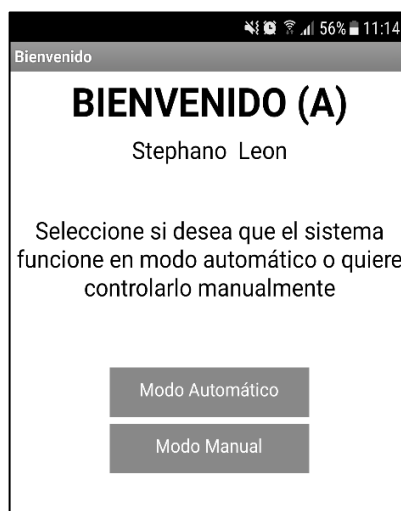 56% 11:14
Bienvenido
BIENVENIDO (A)
Stephano Leon
Seleccione si desea que el sistema
funcione en modo automático o quiere
controlarlo manualmente
Modo Automático
Modo Manual